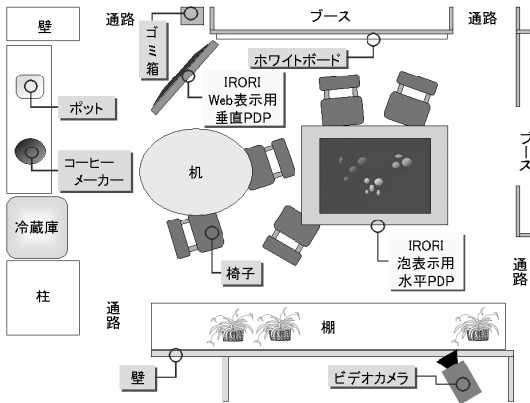 通路
ブース
通路
壁
ゴミ箱
ホワイトボード
IRORI
Web表示用
垂直PDP
ポット
コーヒー
メーカー
机
ブース
冷蔵庫
IRORI
泡表示用
水平PDP
椅子
通路
柱
通路
棚
壁
ビデオカメラ